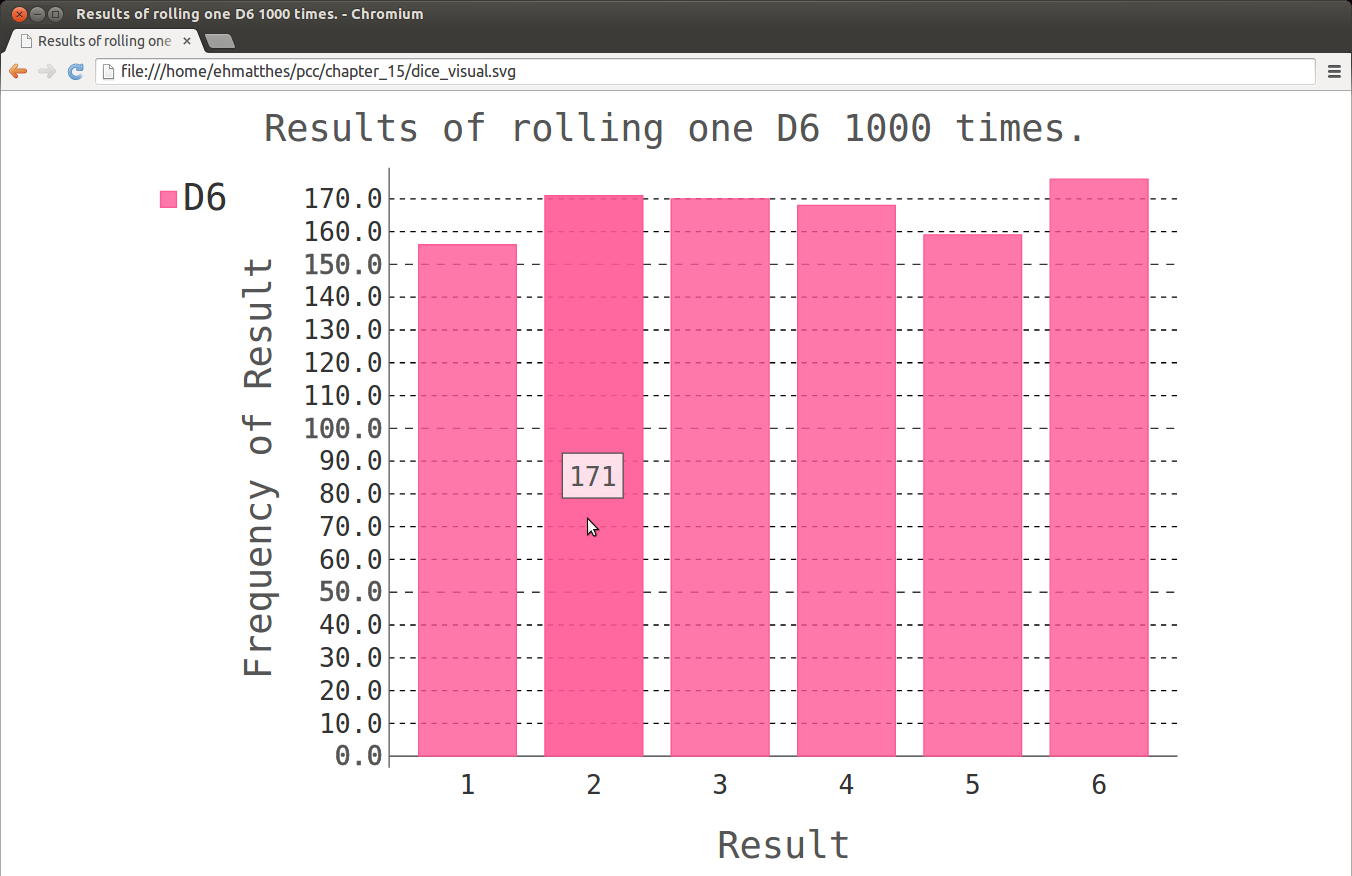 Results of rolling one D6 1000 times. - Chromium
Results of rolling one
file:///home/ehmatthes/pcc/chapter_15/dice_visual.svg
Results of rolling one D6 1000 times.
D6
Frequency of Result
170.0
160.0
150.0
140.0
130.0
120.0
110.0
100.0
90.0
80.0
70.0
60.0
50.0
40.0
30.0
20.0
10.0
0.0
171
1 2 3 4 5 6
Result